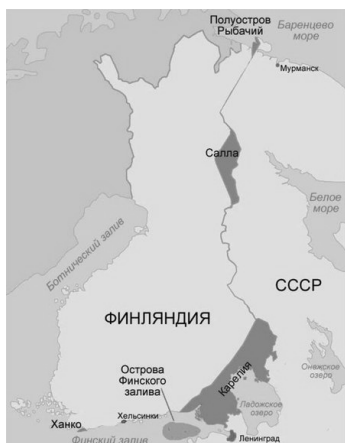 Полуостров
Рыбачий
Баренцево
море
Мурманск
Салла
Белое
море
Ботнический залив
СССР
ФИНЛЯНДИЯ
Острова
Финского
залива
Карелия
Онежское
озеро
Ладожское
озеро
Ханко
Хельсинки
Финский залив
Ленинград